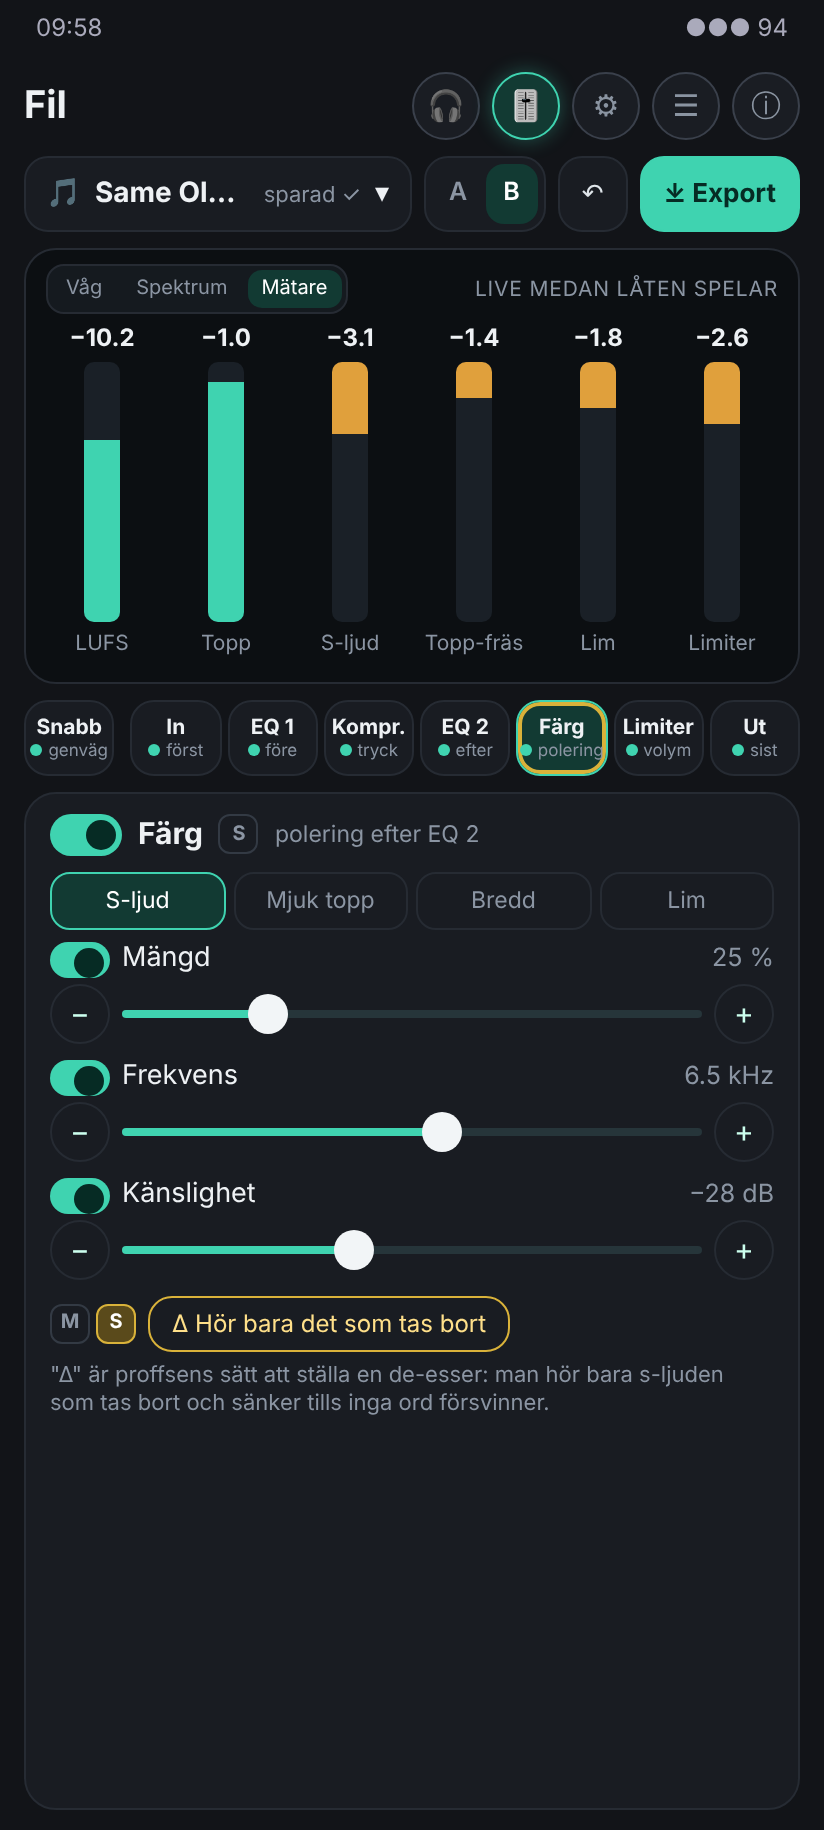 09:58 94
Fil
Same Ol... sparad ✓ ▼ A B ↶ Export
Våg Spektrum Mätare LIVE MEDAN LÅTEN SPELAR
−10.2 −1.0 −3.1 −1.4 −1.8 −2.6
LUFS Topp S-ljud Topp-fräs Lim Limiter
Snabb In EQ 1 Kompr. EQ 2 Färg Limiter Ut
genväg först före tryck efter polering volym sist
Färg S polering efter EQ 2
S-ljud Mjuk topp Bredd Lim
Mängd 25 %
− +
Frekvens 6.5 kHz
− +
Känslighet −28 dB
− +
M S Δ Hör bara det som tas bort
"Δ" är proffsens sätt att ställa en de-esser: man hör bara s-ljuden
som tas bort och sänker tills inga ord försvinner.